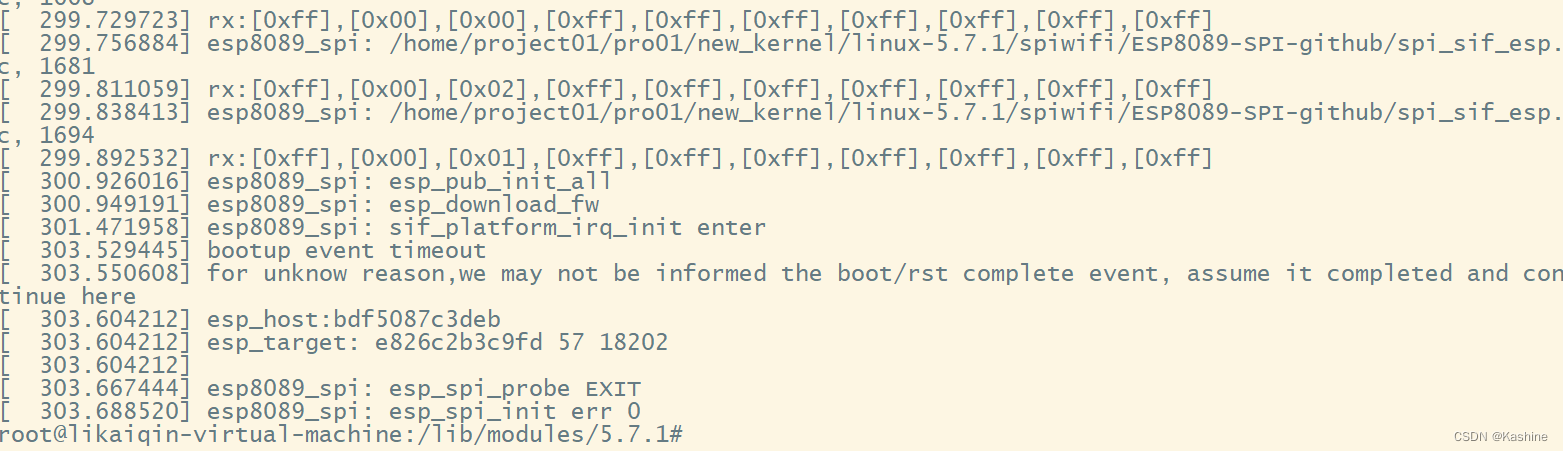 c, 1668
[  299.729723] rx:[0xff],[0x00],[0x00],[0xff],[0xff],[0xff],[0xff],[0xff],[0xff],[0xff]
[  299.756884] esp8089_spi: /home/project01/pro01/new_kernel/linux-5.7.1/spiwifi/ESP8089-SPI-github/spi_sif_esp.
c, 1681
[  299.811059] rx:[0xff],[0x00],[0x02],[0xff],[0xff],[0xff],[0xff],[0xff],[0xff],[0xff]
[  299.838413] esp8089_spi: /home/project01/pro01/new_kernel/linux-5.7.1/spiwifi/ESP8089-SPI-github/spi_sif_esp.
c, 1694
[  299.892532] rx:[0xff],[0x00],[0x01],[0xff],[0xff],[0xff],[0xff],[0xff],[0xff],[0xff]
[  300.926016] esp8089_spi: esp_pub_init_all
[  300.949191] esp8089_spi: esp_download_fw
[  301.471958] esp8089_spi: sif_platform_irq_init enter
[  303.529445] bootup event timeout
[  303.550608] for unknow reason,we may not be informed the boot/rst complete event, assume it completed and con
tinue here
[  303.604212] esp_host:bdf5087c3deb
[  303.604212] esp_target: e826c2b3c9fd 57 18202
[  303.604212]
[  303.667444] esp8089_spi: esp_spi_probe EXIT
[  303.688520] esp8089_spi: esp_spi_init err 0
root@likaiqin-virtual-machine:/lib/modules/5.7.1#
CSDN @Kashine